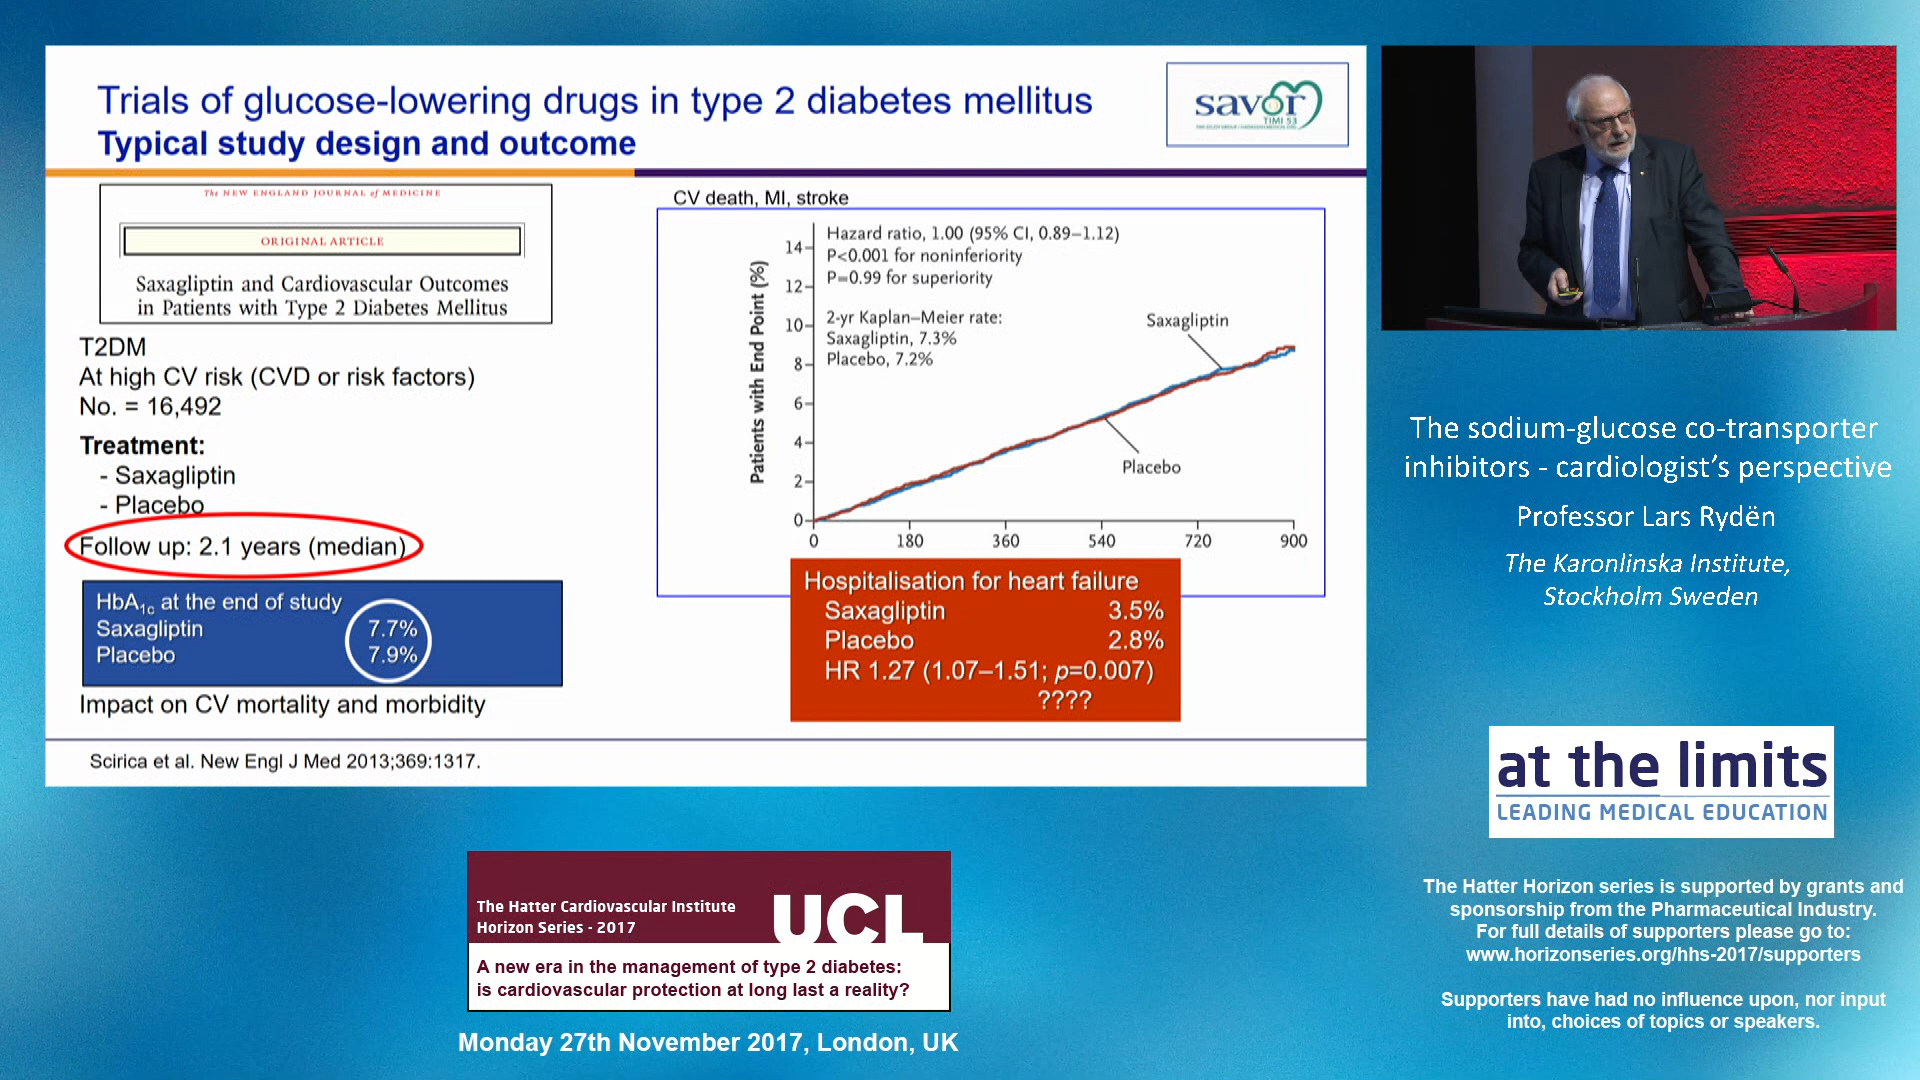 Trials of glucose-lowering drugs in type 2 diabetes mellitus
Typical study design and outcome
savor
TIMI 53
The NEW ENGLAND JOURNAL of MEDICINE
ORIGINAL ARTICLE
Saxagliptin and Cardiovascular Outcomes
in Patients with Type 2 Diabetes Mellitus
T2DM
At high CV risk (CVD or risk factors)
No. = 16,492
Treatment:
- Saxagliptin
- Placebo
Follow up: 2.1 years (median)
HbA1c at the end of study
Saxagliptin 7.7%
Placebo 7.9%
Impact on CV mortality and morbidity
CV death, MI, stroke
Patients with End Point (%)
14
12
10
8
6
4
2
0
Hazard ratio, 1.00 (95% CI, 0.89–1.12)
P<0.001 for noninferiority
P=0.99 for superiority
2-yr Kaplan–Meier rate:
Saxagliptin, 7.3%
Placebo, 7.2%
Saxagliptin
Placebo
0 180 360 540 720 900
Hospitalisation for heart failure
Saxagliptin 3.5%
Placebo 2.8%
HR 1.27 (1.07–1.51; p=0.007)
????
Scirica et al. New Engl J Med 2013;369:1317.
The sodium-glucose co-transporter
inhibitors - cardiologist's perspective
Professor Lars Rydën
The Karonlinska Institute,
Stockholm Sweden
at the limits
LEADING MEDICAL EDUCATION
The Hatter Horizon series is supported by grants and
sponsorship from the Pharmaceutical Industry.
For full details of supporters please go to:
www.horizonseries.org/hhs-2017/supporters
Supporters have had no influence upon, nor input
into, choices of topics or speakers.
The Hatter Cardiovascular Institute
Horizon Series - 2017
UCL
A new era in the management of type 2 diabetes:
is cardiovascular protection at long last a reality?
Monday 27th November 2017, London, UK